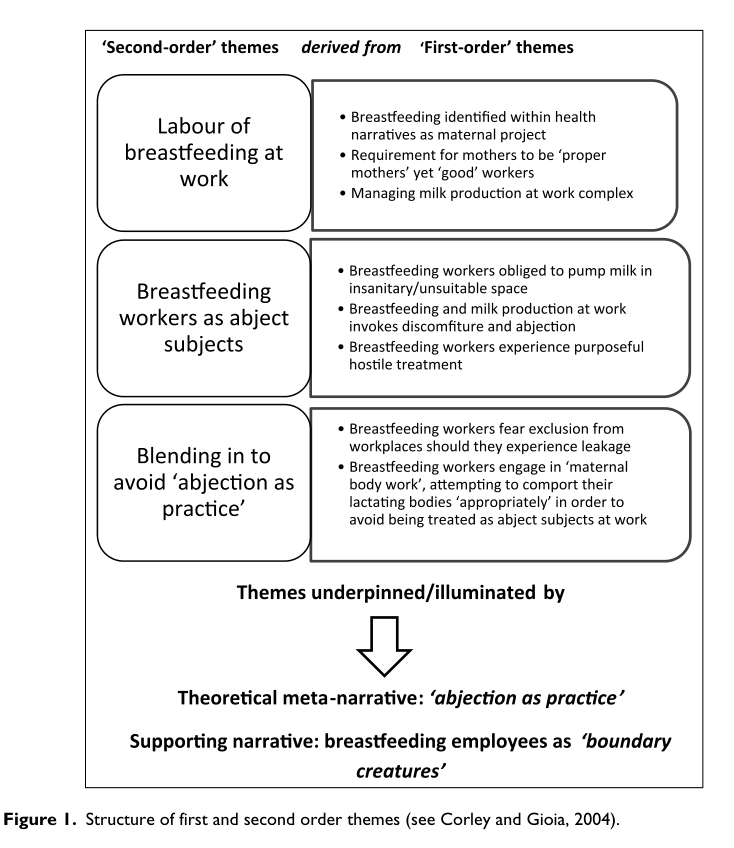 ‘Second-order’ themes derived from ‘First-order’ themes
Labour of
breastfeeding at
work
• Breastfeeding identified within health
narratives as maternal project
• Requirement for mothers to be ‘proper
mothers’ yet ‘good’ workers
• Managing milk production at work complex
Breastfeeding
workers as abject
subjects
• Breastfeeding workers obliged to pump milk in
insanitary/unsuitable space
• Breastfeeding and milk production at work
invokes discomfiture and abjection
• Breastfeeding workers experience purposeful
hostile treatment
Blending in to
avoid ‘abjection as
practice’
• Breastfeeding workers fear exclusion from
workplaces should they experience leakage
• Breastfeeding workers engage in ‘maternal
body work’, attempting to comport their
lactating bodies ‘appropriately’ in order to
avoid being treated as abject subjects at work
Themes underpinned/illuminated by
Theoretical meta-narrative: ‘abjection as practice’
Supporting narrative: breastfeeding employees as ‘boundary
creatures’
Figure 1. Structure of first and second order themes (see Corley and Gioia, 2004).